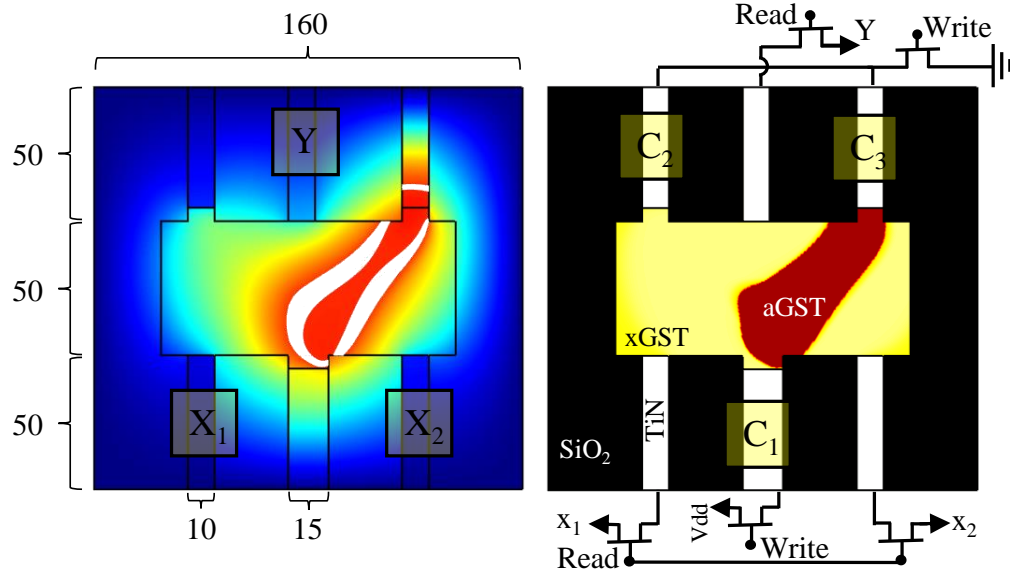 160
Read
Y
Write
50
50
50
Y
X1
X2
10
15
C2
C3
aGST
xGST
TiN
C1
SiO2
x1
Read
Vdd
Write
x2